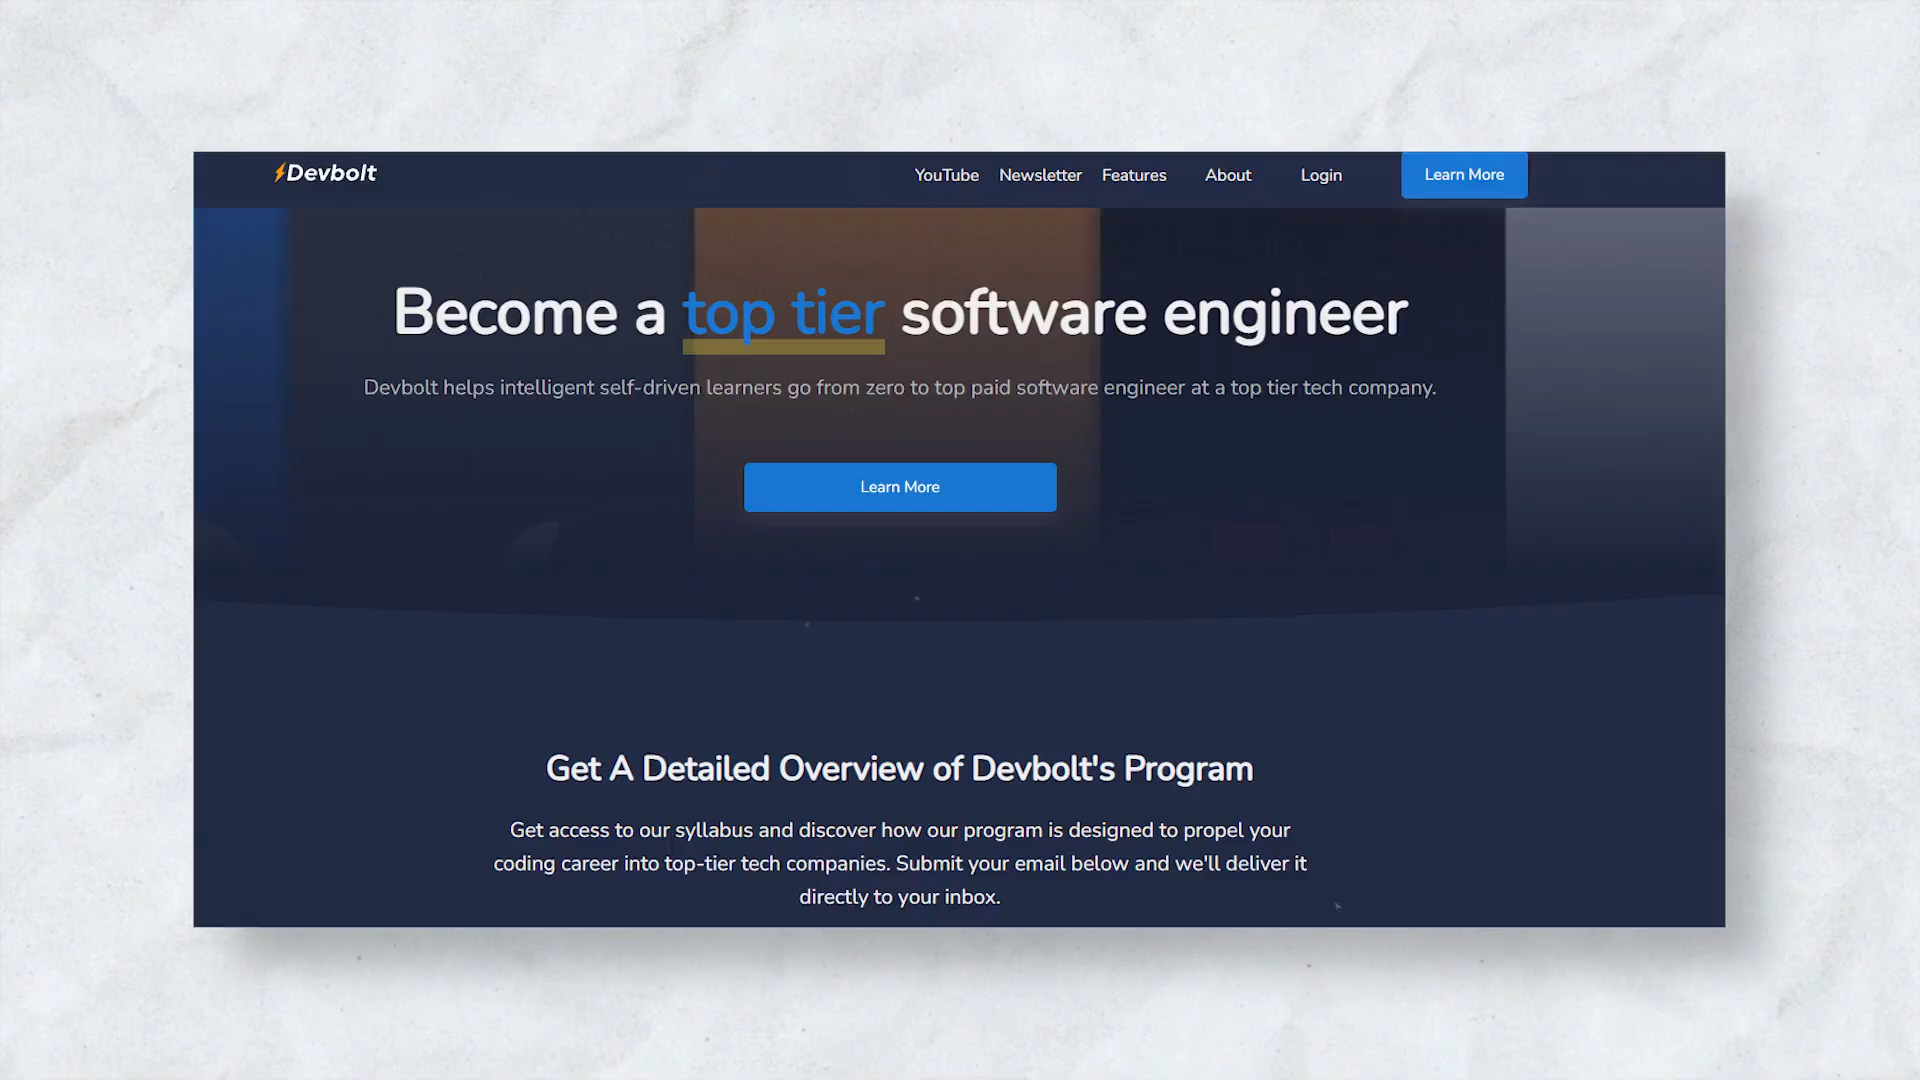 Devbolt
YouTube Newsletter Features About Login Learn More
Become a top tier software engineer
Devbolt helps intelligent self-driven learners go from zero to top paid software engineer at a top tier tech company.
Learn More
Get A Detailed Overview of Devbolt's Program
Get access to our syllabus and discover how our program is designed to propel your
coding career into top-tier tech companies. Submit your email below and we'll deliver it
directly to your inbox.